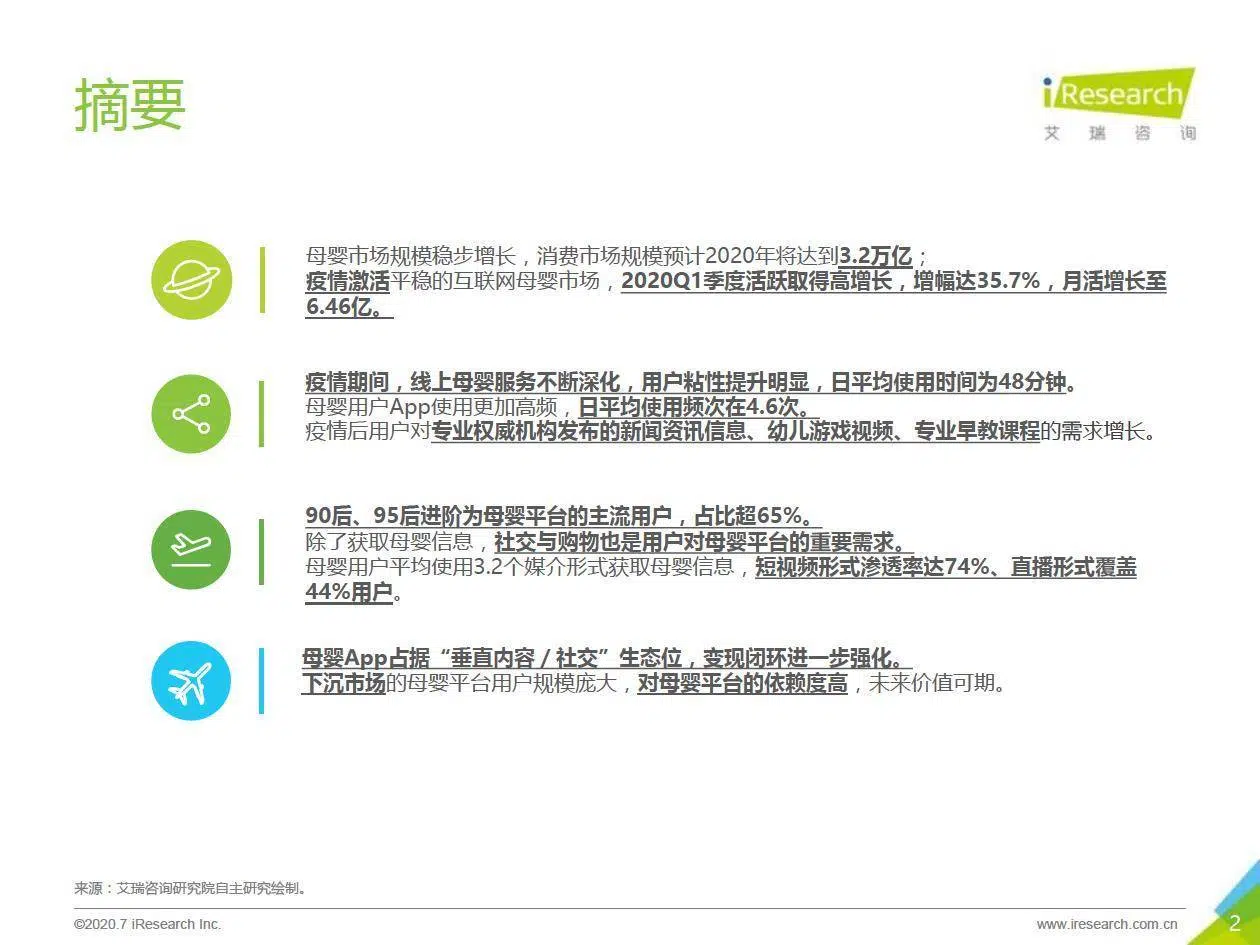 摘要
iResearch
艾瑞咨询
母婴市场规模稳步增长，消费市场规模预计2020年将达到3.2万亿；
疫情激活平稳的互联网母婴市场，2020Q1季度活跃取得高增长，增幅达35.7%，月活增长至
6.46亿。
疫情期间，线上母婴服务不断深化，用户粘性提升明显，日平均使用时间为48分钟。
母婴用户App使用更加高频，日平均使用频次在4.6次。
疫情后用户对专业权威机构发布的新闻资讯信息、幼儿游戏视频、专业早教课程的需求增长。
90后、95后进阶为母婴平台的主流用户，占比超65%。
除了获取母婴信息，社交与购物也是用户对母婴平台的重要需求。
母婴用户平均使用3.2个媒介形式获取母婴信息，短视频形式渗透率达74%、直播形式覆盖
44%用户。
母婴App占据“垂直内容 / 社交”生态位，变现闭环进一步强化。
下沉市场的母婴平台用户规模庞大，对母婴平台的依赖度高，未来价值可期。
来源：艾瑞咨询研究院自主研究绘制。
©2020.7 iResearch Inc.
www.iresearch.com.cn
2